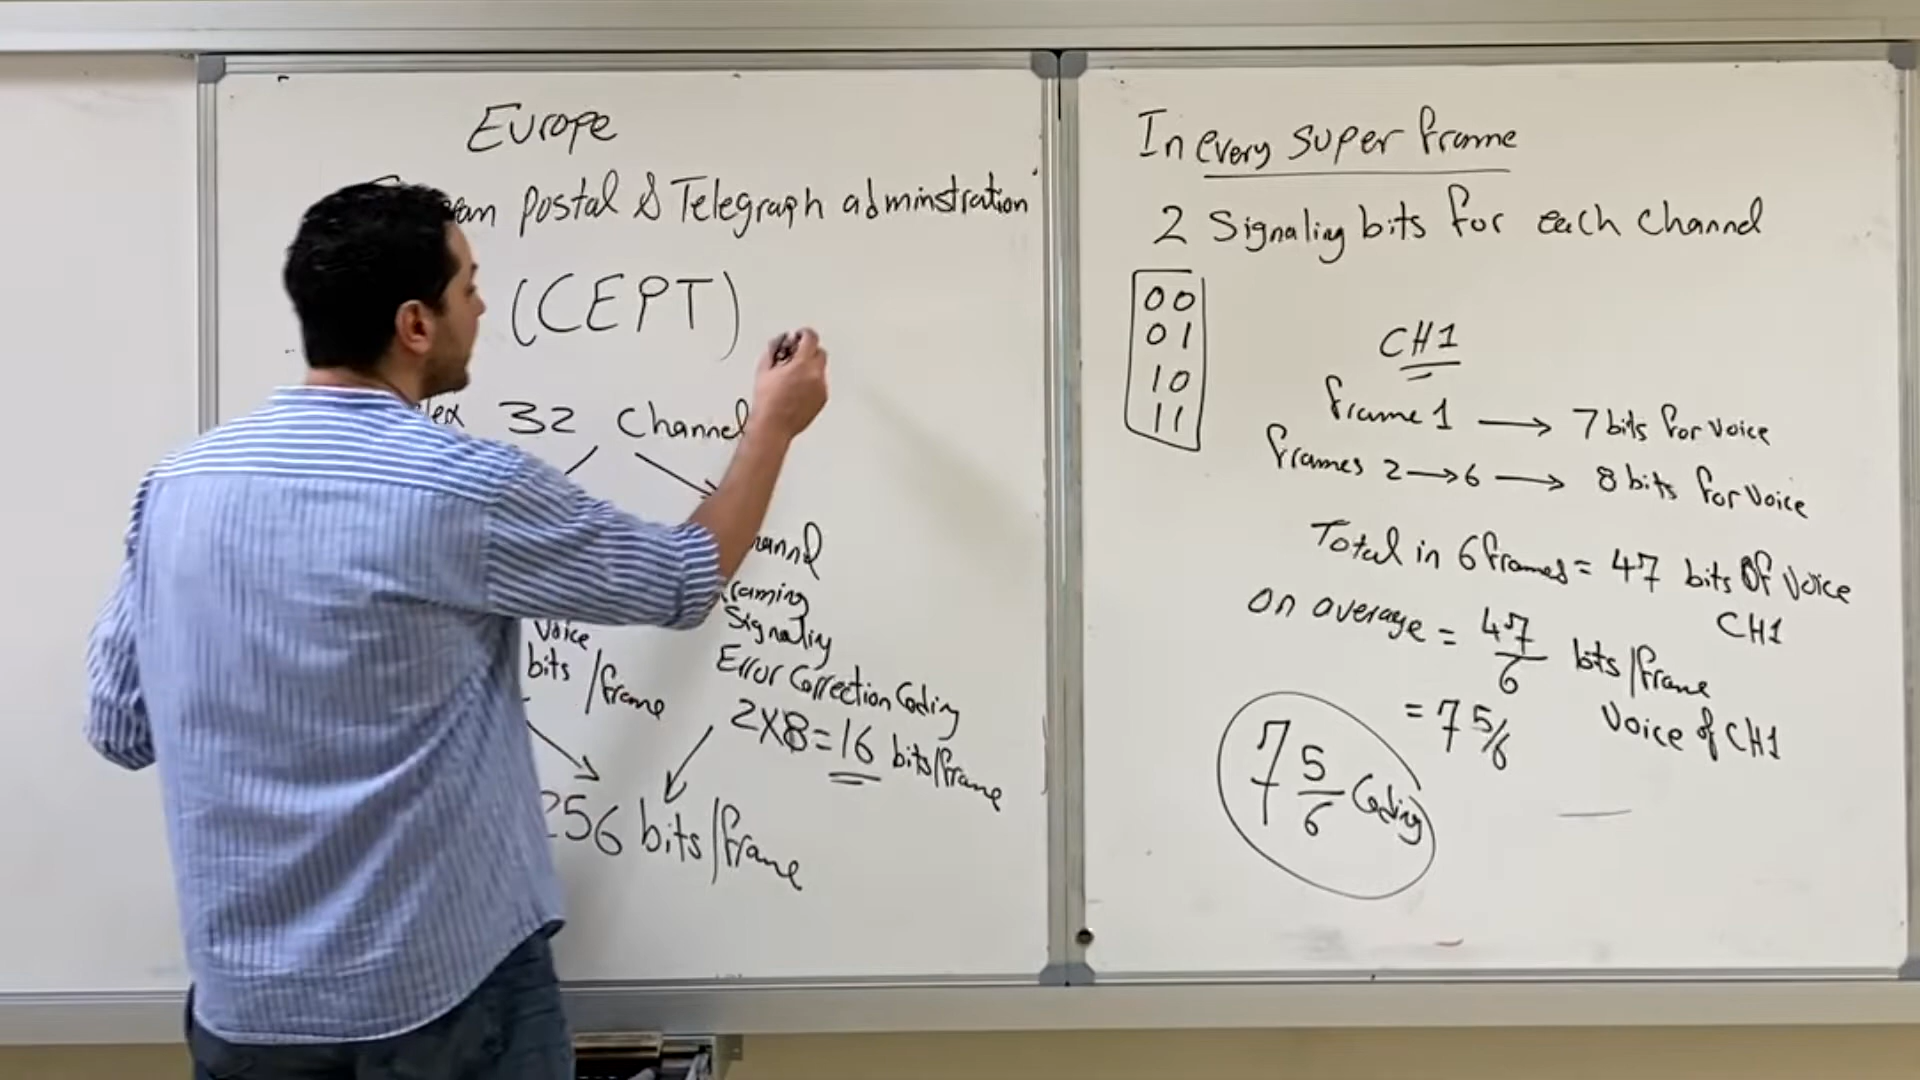 Europe
Postal & Telegraph adminstration
(CEPT)
32 Channel
Signaling
Voice
Error Correction Coding
bits/frame
2X8=16 bits/frame
256 bits/frame
In every super frame
2 Signaling bits for each Channel
00
01
10
11
CH1
frame 1 → 7 bits for voice
frames 2→6 → 8 bits for voice
Total in 6 frames = 47 bits of voice
CH1
on average = 47/6 bits/frame
= 7 5/6 Voice of CH1
7 5/6 Coding